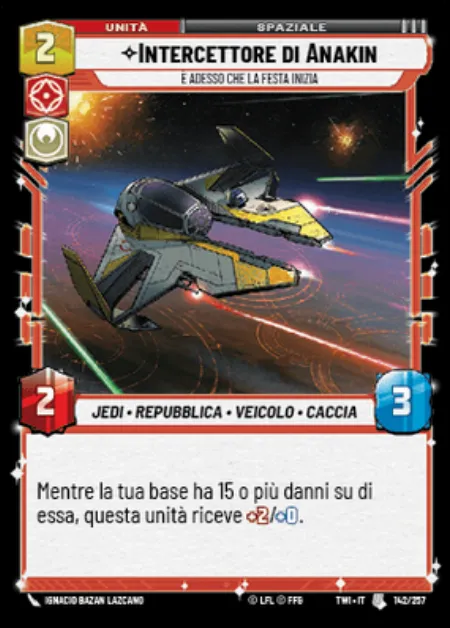 UNITÀ
SPAZIALE
2
INTERCETTORE DI ANAKIN
È ADESSO CHE LA FESTA INIZIA
2
JEDI • REPUBBLICA • VEICOLO • CACCIA
3
Mentre la tua base ha 15 o più danni su di
essa, questa unità riceve +2/+0.
IGNACIO BAZAN LAZCANO
© LFL © FFG
TWI • IT
142/257